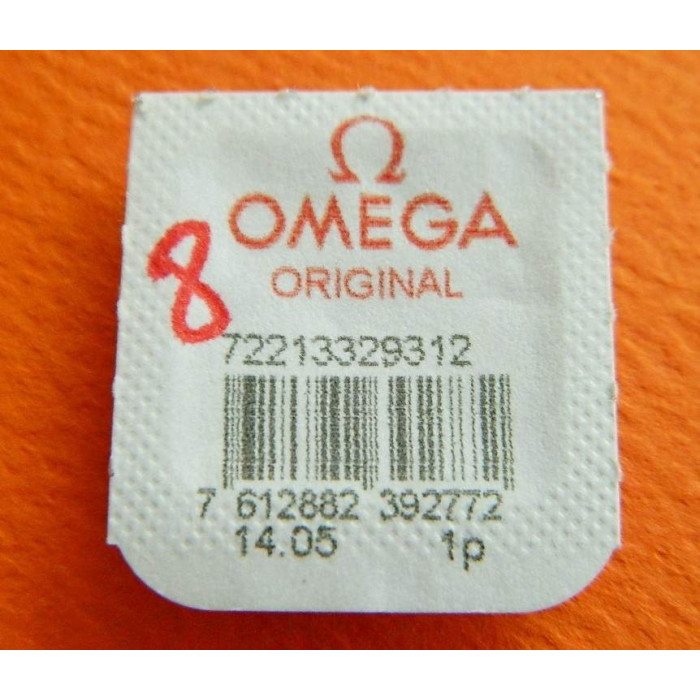 Ω
OMEGA
ORIGINAL
8
72213329312
7 612882 392772
14.05 1p